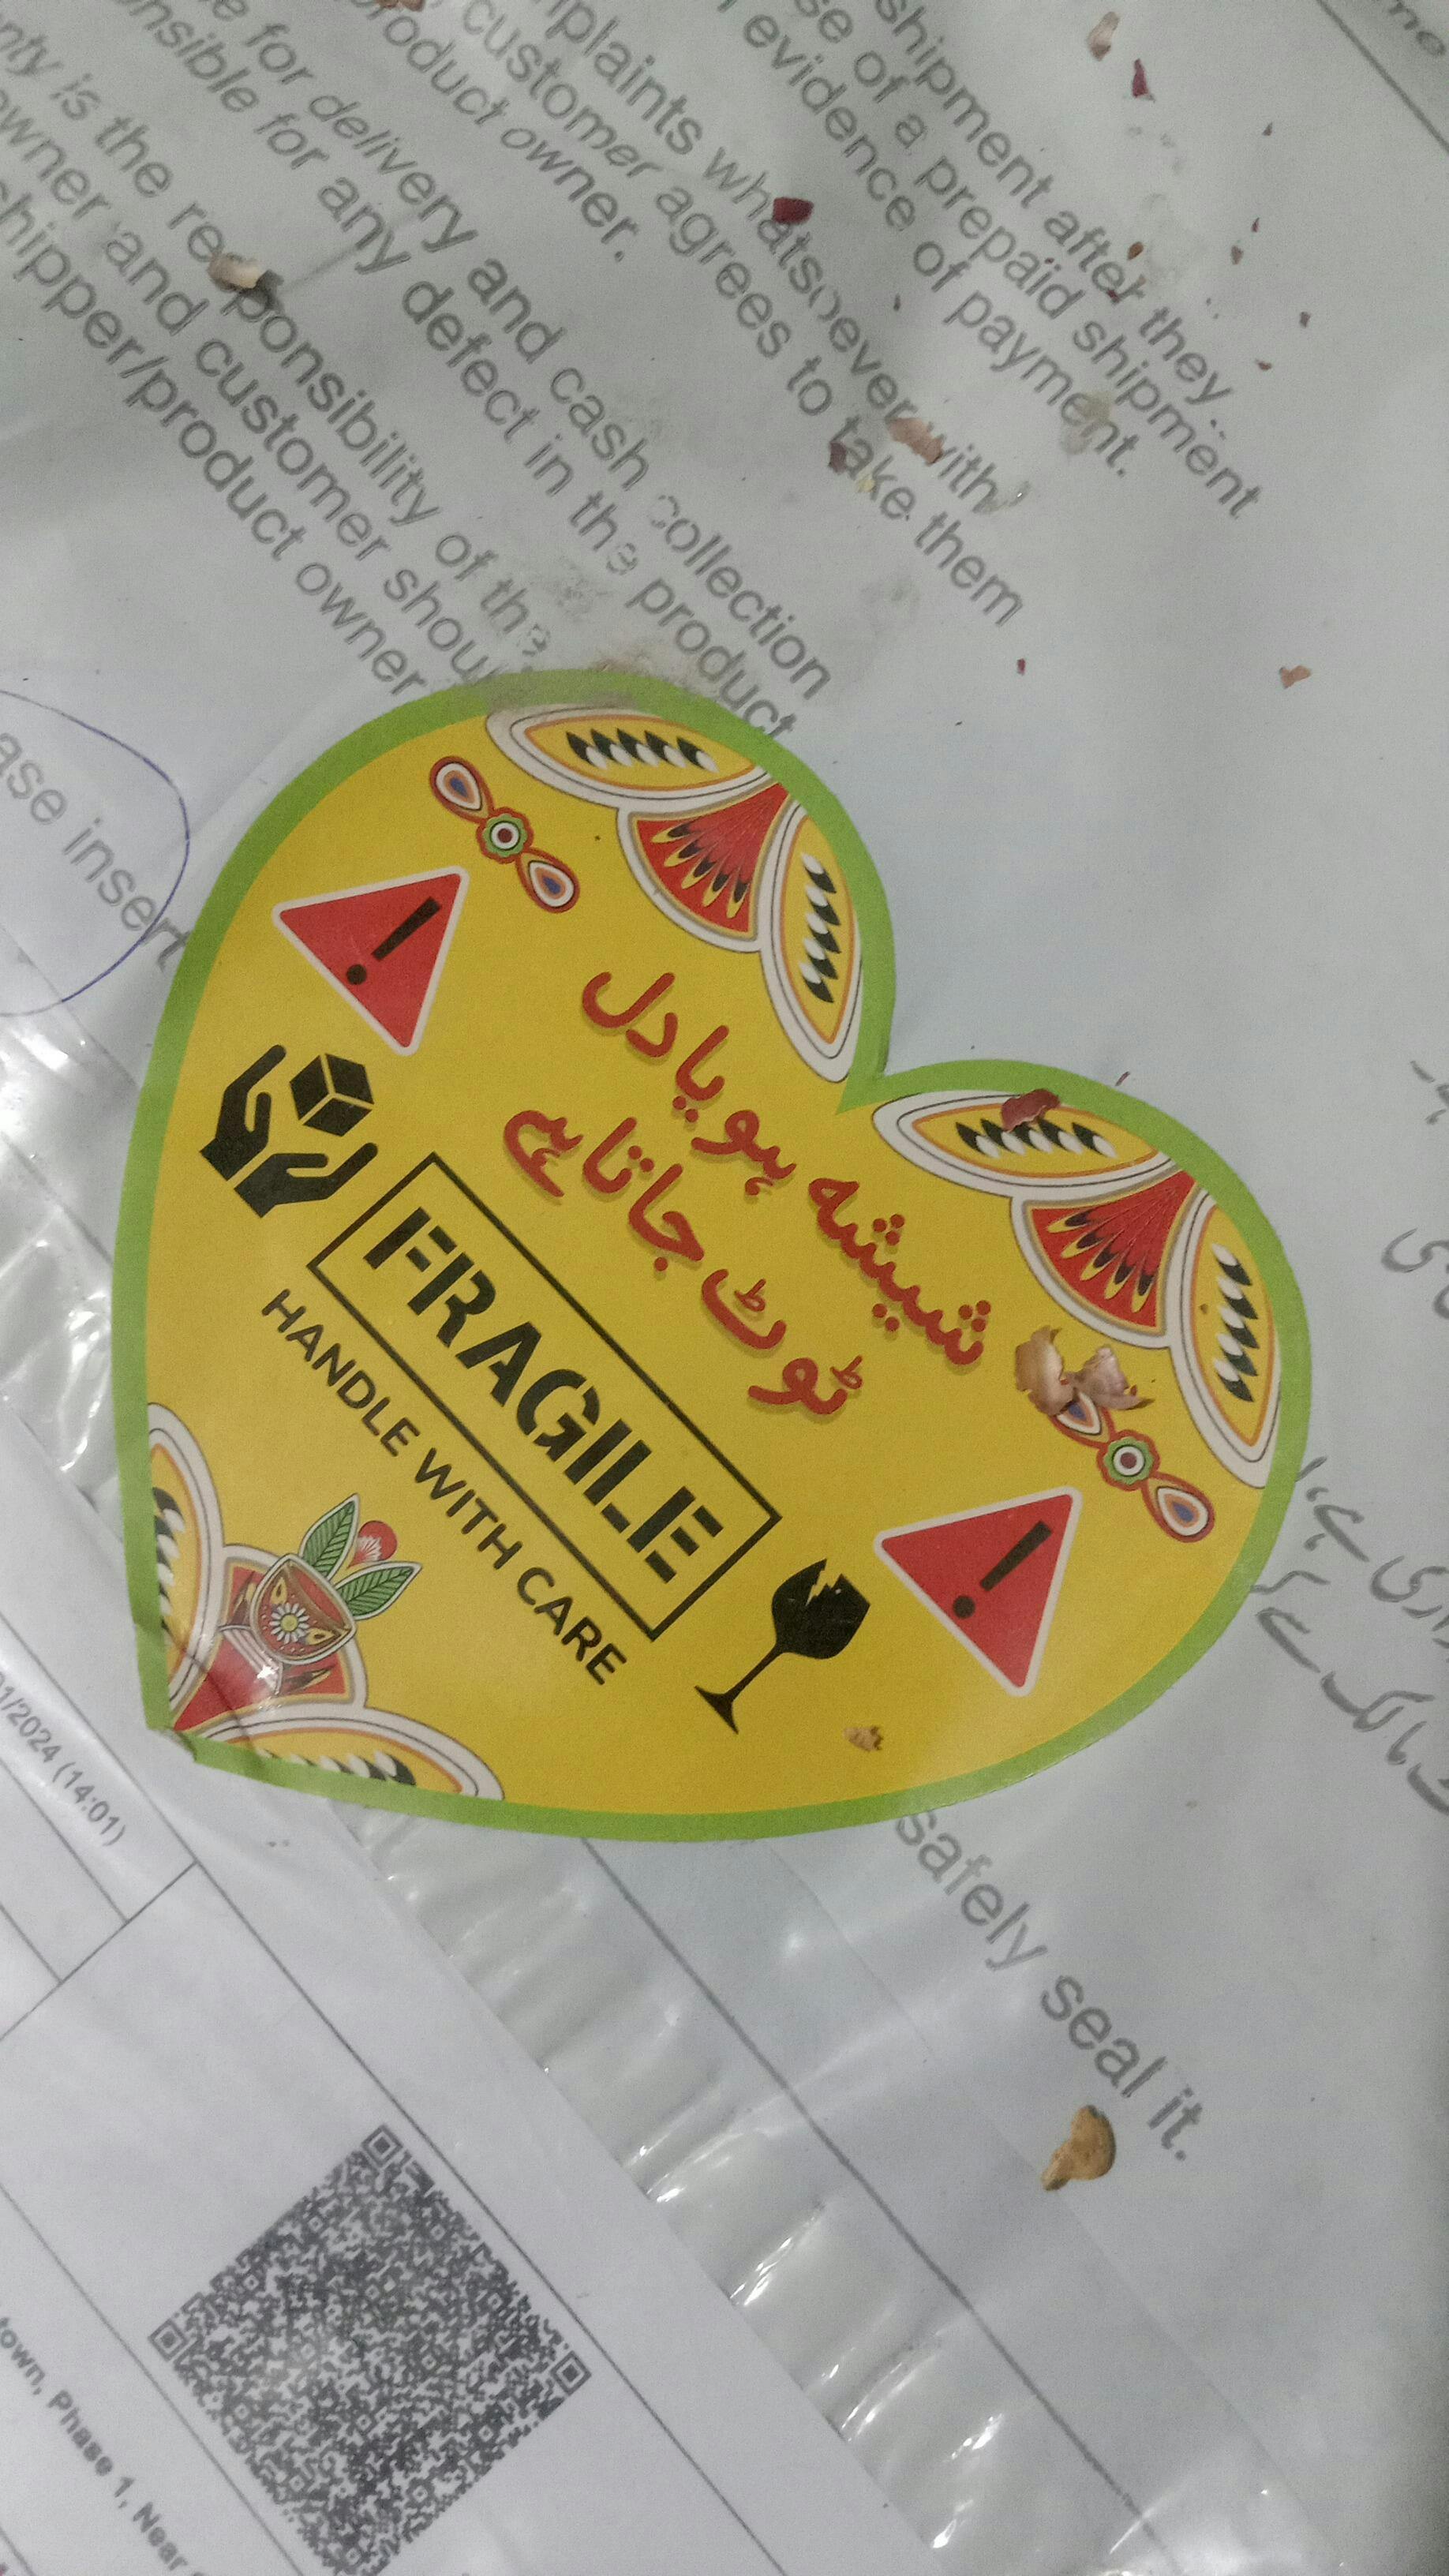 shipment after they
se of a prepaid shipment
evidence of payment.
mplaints whatsoever with
customer agrees to take them
product owner.
e for delivery and cash collection
nsible for any defect in the product
nty is the responsibility of the
owner and customer shou
shipper/product owner
ase insert
شیشہ ہو یا دل
ٹوٹ جاتا ہے
FRAGILE
HANDLE WITH CARE
safely seal it.
01/2024 (14:01)
town, Phase 1, Near